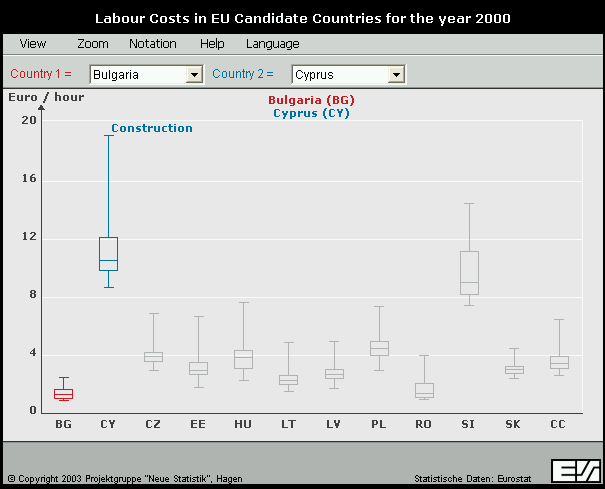 Labour Costs in EU Candidate Countries for the year 2000
View Zoom Notation Help Language
Country 1 = Bulgaria Country 2 = Cyprus
Euro / hour
Bulgaria (BG)
Cyprus (CY)
20
Construction
16
12
8
4
0
BG CY CZ EE HU LT LV PL RO SI SK CC
© Copyright 2003 Projektgruppe "Neue Statistik", Hagen Statistische Daten: Eurostat